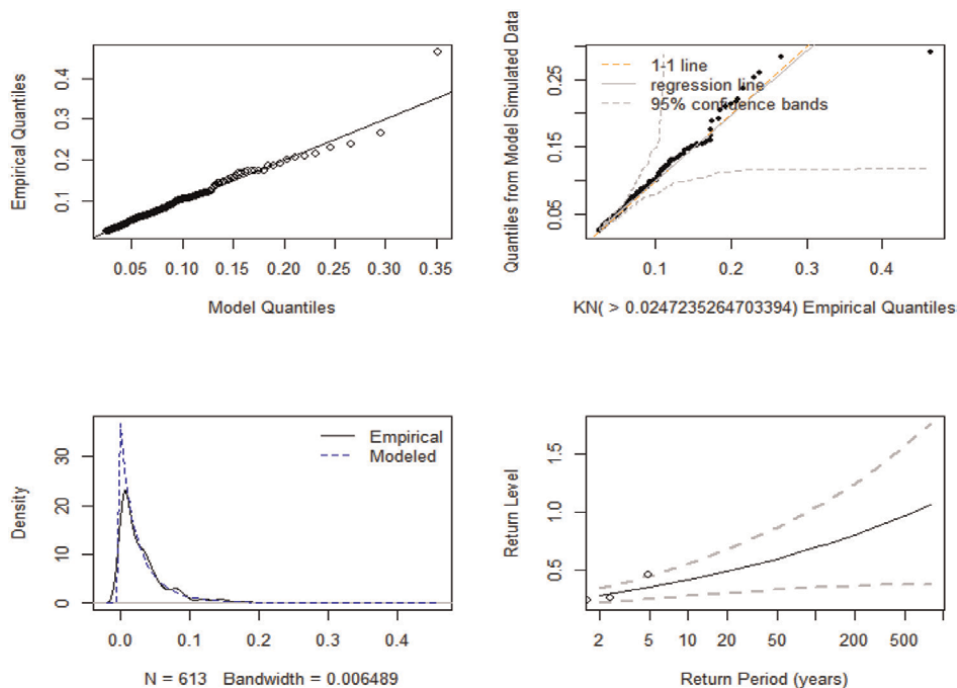 Empirical Quantiles
0.1
0.2
0.3
0.4
0.05
0.10
0.15
0.20
0.25
0.30
0.35
Model Quantiles
Quantiles from Model Simulated Data
0.05
0.15
0.25
1-1 line
regression line
95% confidence bands
0.1
0.2
0.3
0.4
KN( > 0.0247235264703394) Empirical Quantiles
Density
0
10
20
30
Empirical
Modeled
0.0
0.1
0.2
0.3
0.4
N = 613 Bandwidth = 0.006489
Return Level
0.5
1.0
1.5
2
5
10
20
50
200
500
Return Period (years)